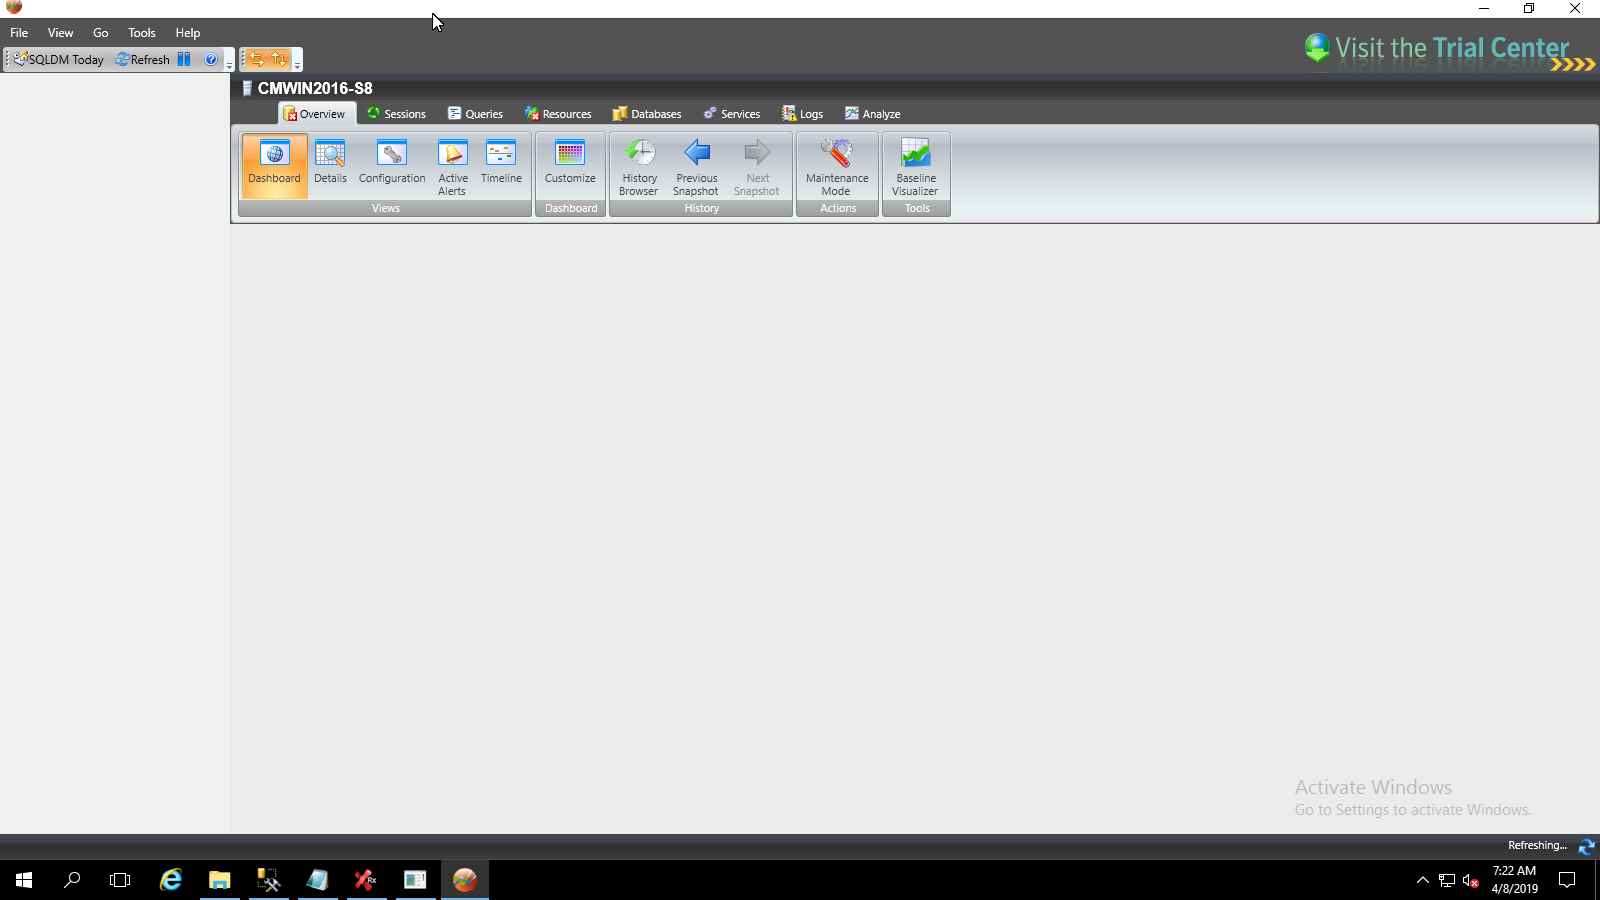 File View Go Tools Help
SQLDM Today Refresh
Visit the Trial Center
CMWIN2016-S8
Overview Sessions Queries Resources Databases Services Logs Analyze
Dashboard Details Configuration Active Alerts Timeline Customize History Browser Previous Snapshot Next Snapshot Maintenance Mode Baseline Visualizer
Views Dashboard History Actions Tools
Activate Windows
Go to Settings to activate Windows.
Refreshing...
Rx
7:22 AM
4/8/2019